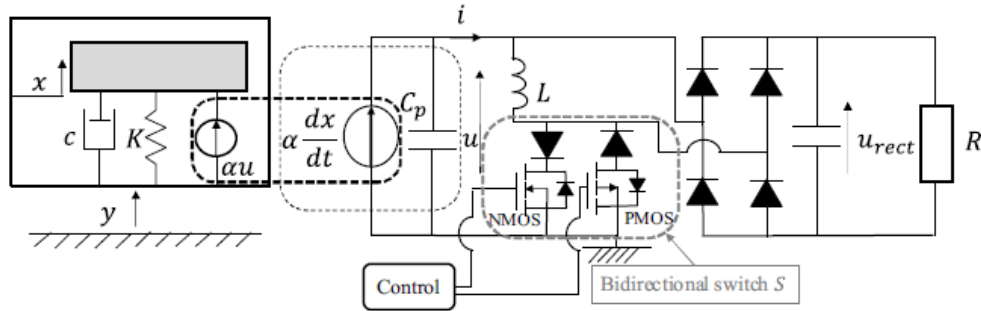 i
x
c
K
αu
α dx/dt
C_p
u
L
u_rect
R
y
NMOS
PMOS
Control
Bidirectional switch S